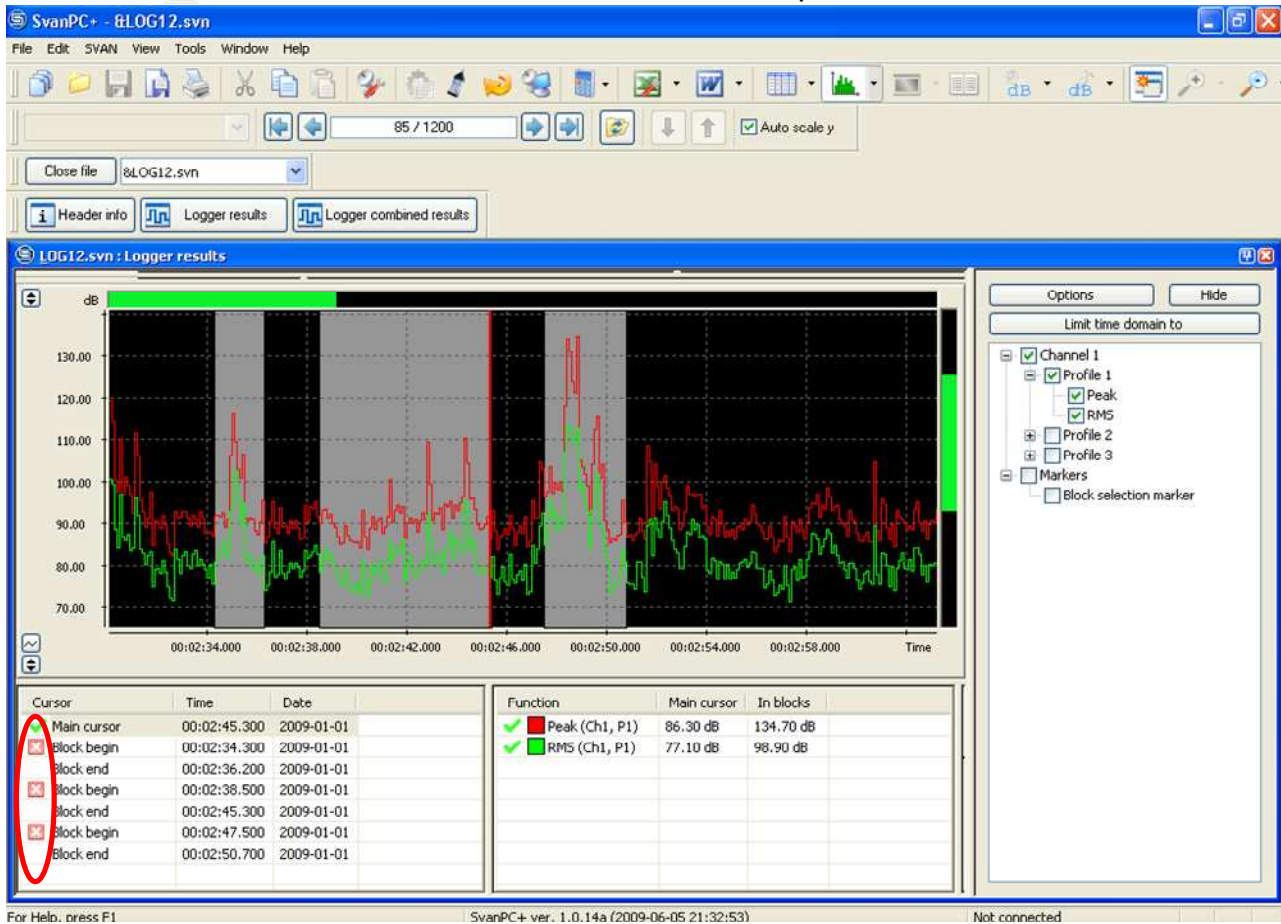 SvanPC+ - &LOG12.svn
File Edit SVAN View Tools Window Help
dB dB
85 / 1200 Auto scale y
Close file &LOG12.svn
Header info Logger results Logger combined results
LOG12.svn : Logger results
Options Hide
Limit time domain to
Channel 1
Profile 1
Peak
RMS
Profile 2
Profile 3
Markers
Block selection marker
dB
130.00
120.00
110.00
100.00
90.00
80.00
70.00
00:02:34.000 00:02:38.000 00:02:42.000 00:02:46.000 00:02:50.000 00:02:54.000 00:02:58.000 Time
Cursor Time Date
Main cursor 00:02:45.300 2009-01-01
Block begin 00:02:34.300 2009-01-01
Block end 00:02:36.200 2009-01-01
Block begin 00:02:38.500 2009-01-01
Block end 00:02:45.300 2009-01-01
Block begin 00:02:47.500 2009-01-01
Block end 00:02:50.700 2009-01-01
Function Main cursor In blocks
Peak (Ch1, P1) 86.30 dB 134.70 dB
RMS (Ch1, P1) 77.10 dB 98.90 dB
For Help, press F1 SvanPC+ ver. 1.0.14a (2009-06-05 21:32:53) Not connected